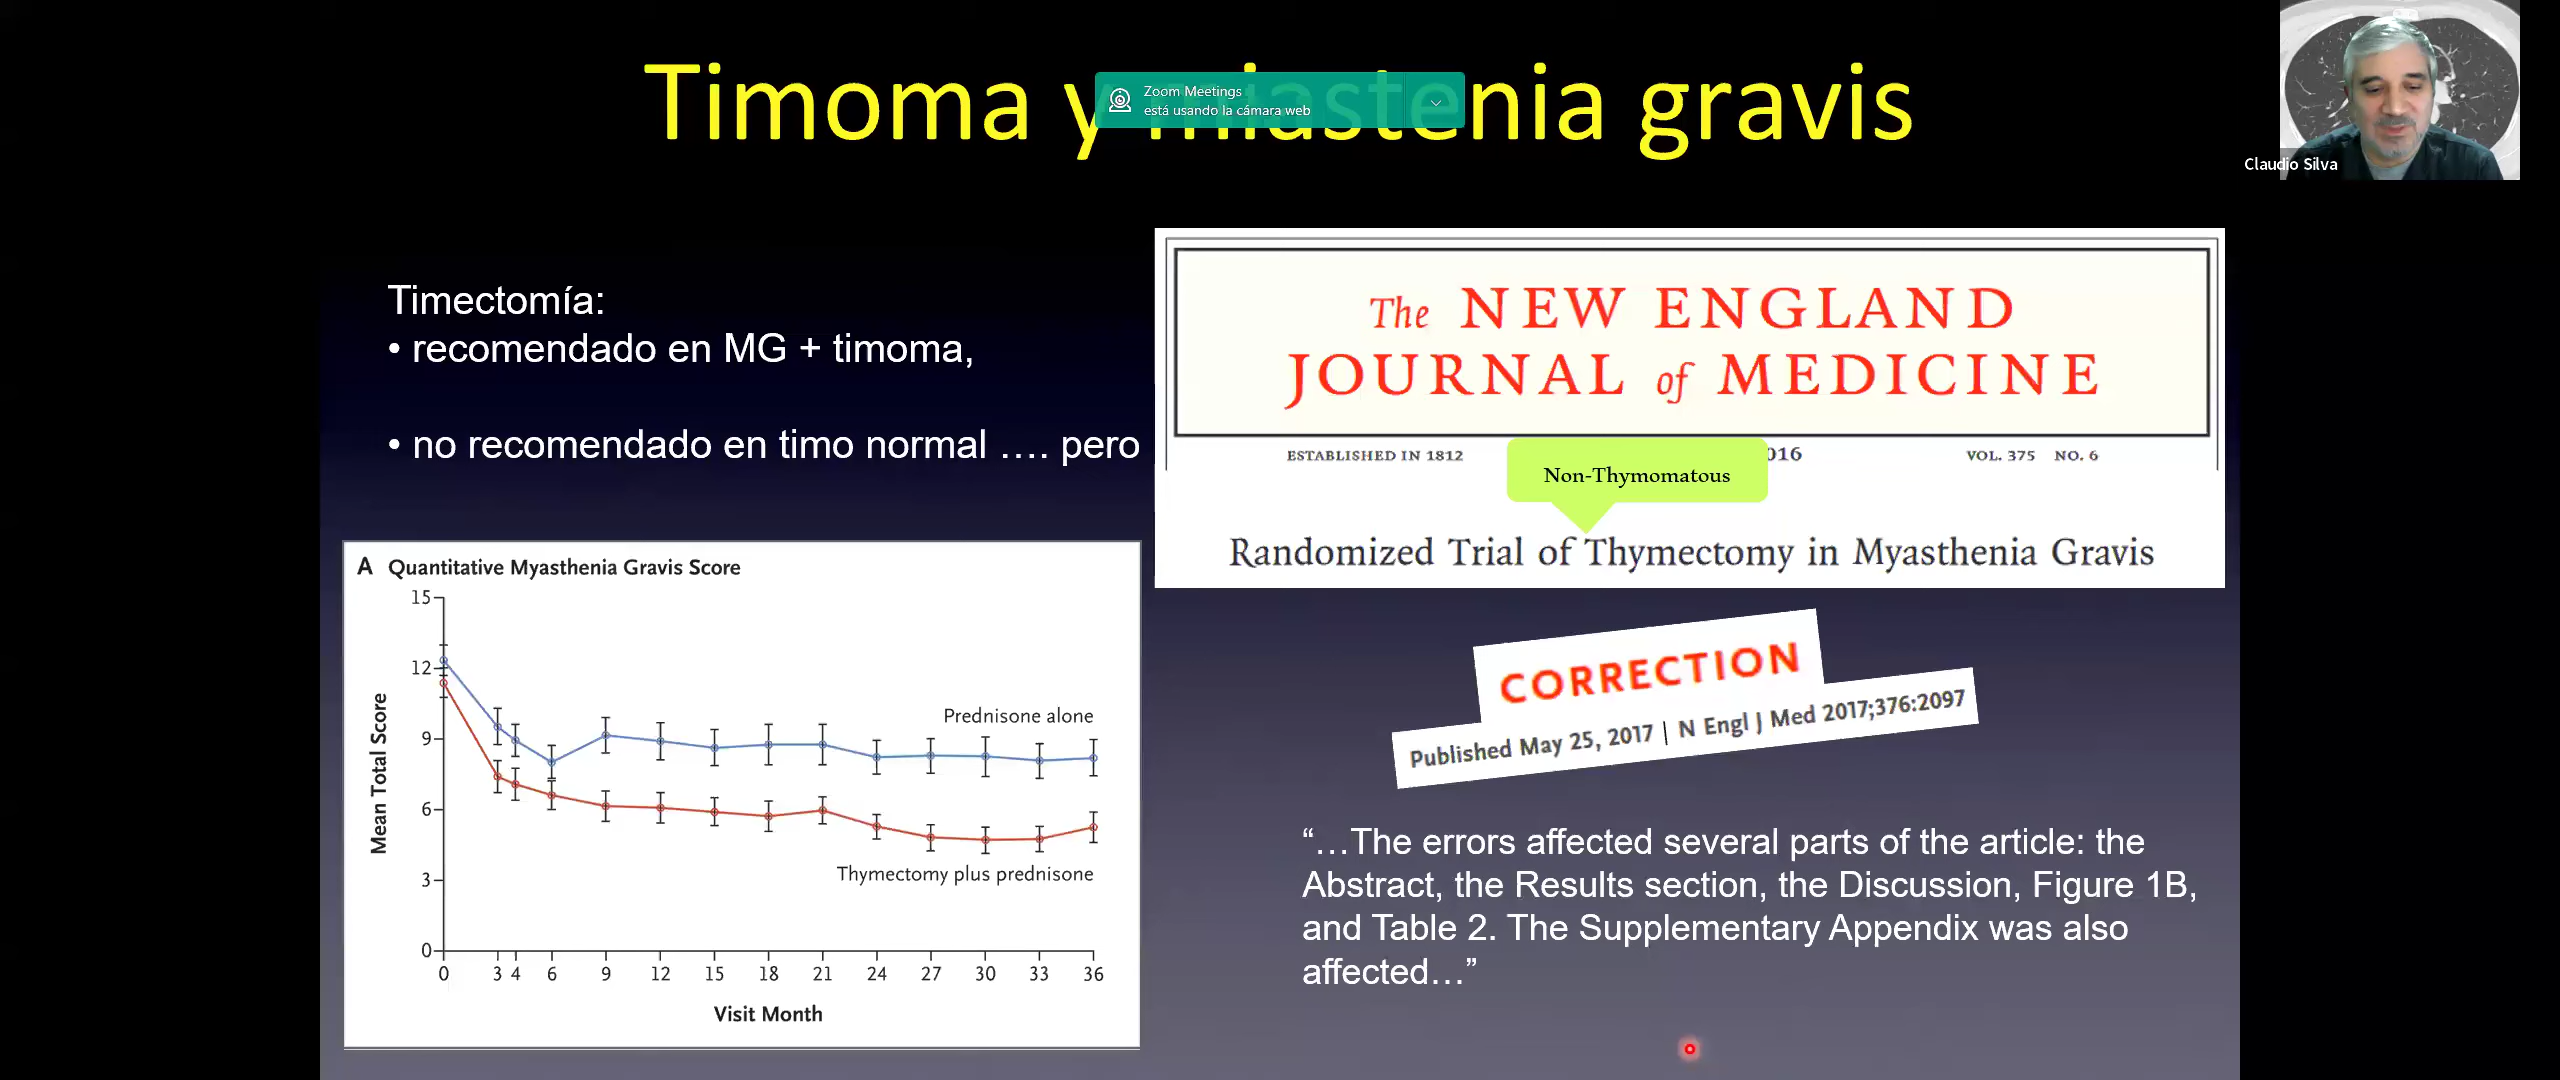 Timoma y miastenia gravis
Zoom Meetings
está usando la cámara web
Claudio Silva
Timectomía:
• recomendado en MG + timoma,
• no recomendado en timo normal .... pero
The NEW ENGLAND
JOURNAL of MEDICINE
ESTABLISHED IN 1812
016
VOL. 375 NO. 6
Non-Thymomatous
Randomized Trial of Thymectomy in Myasthenia Gravis
A Quantitative Myasthenia Gravis Score
Mean Total Score
15
12
9
6
3
0
Prednisone alone
Thymectomy plus prednisone
0 3 4 6 9 12 15 18 21 24 27 30 33 36
Visit Month
CORRECTION
Published May 25, 2017 | N Engl J Med 2017;376:2097
“…The errors affected several parts of the article: the
Abstract, the Results section, the Discussion, Figure 1B,
and Table 2. The Supplementary Appendix was also
affected…”